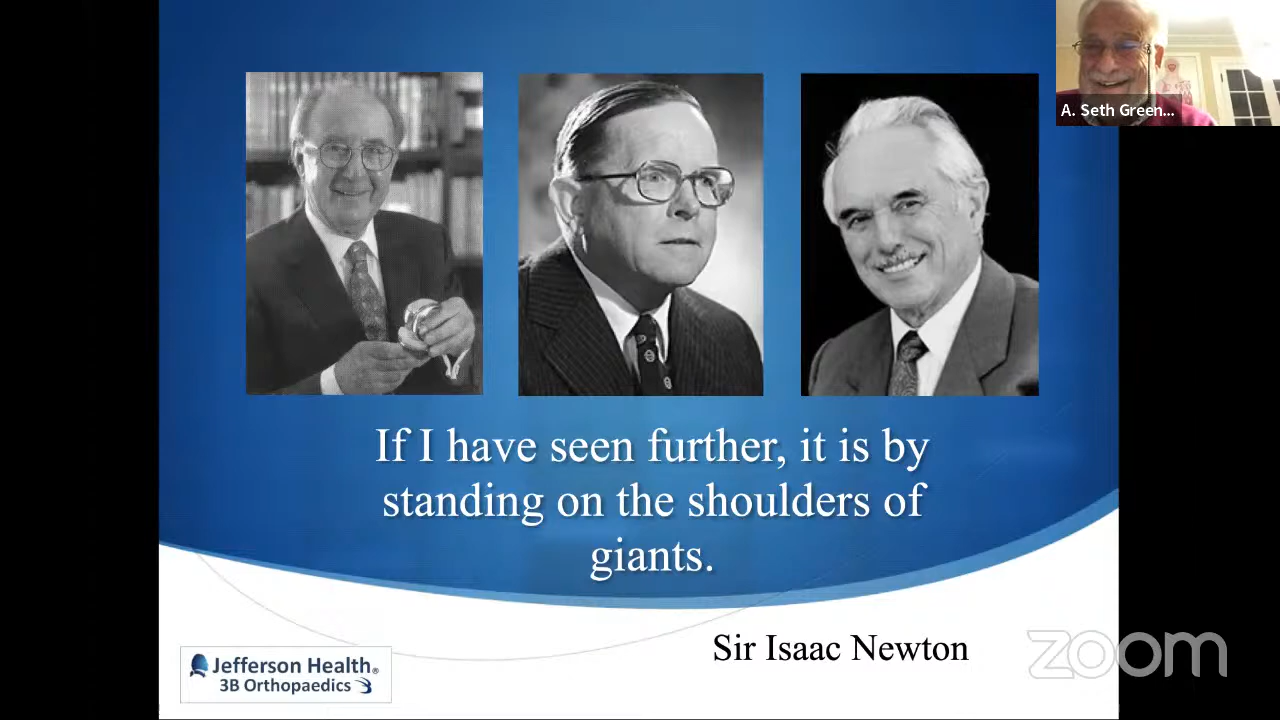 A. Seth Green...
If I have seen further, it is by
standing on the shoulders of
giants.
Sir Isaac Newton
Jefferson Health®
3B Orthopaedics
zoom